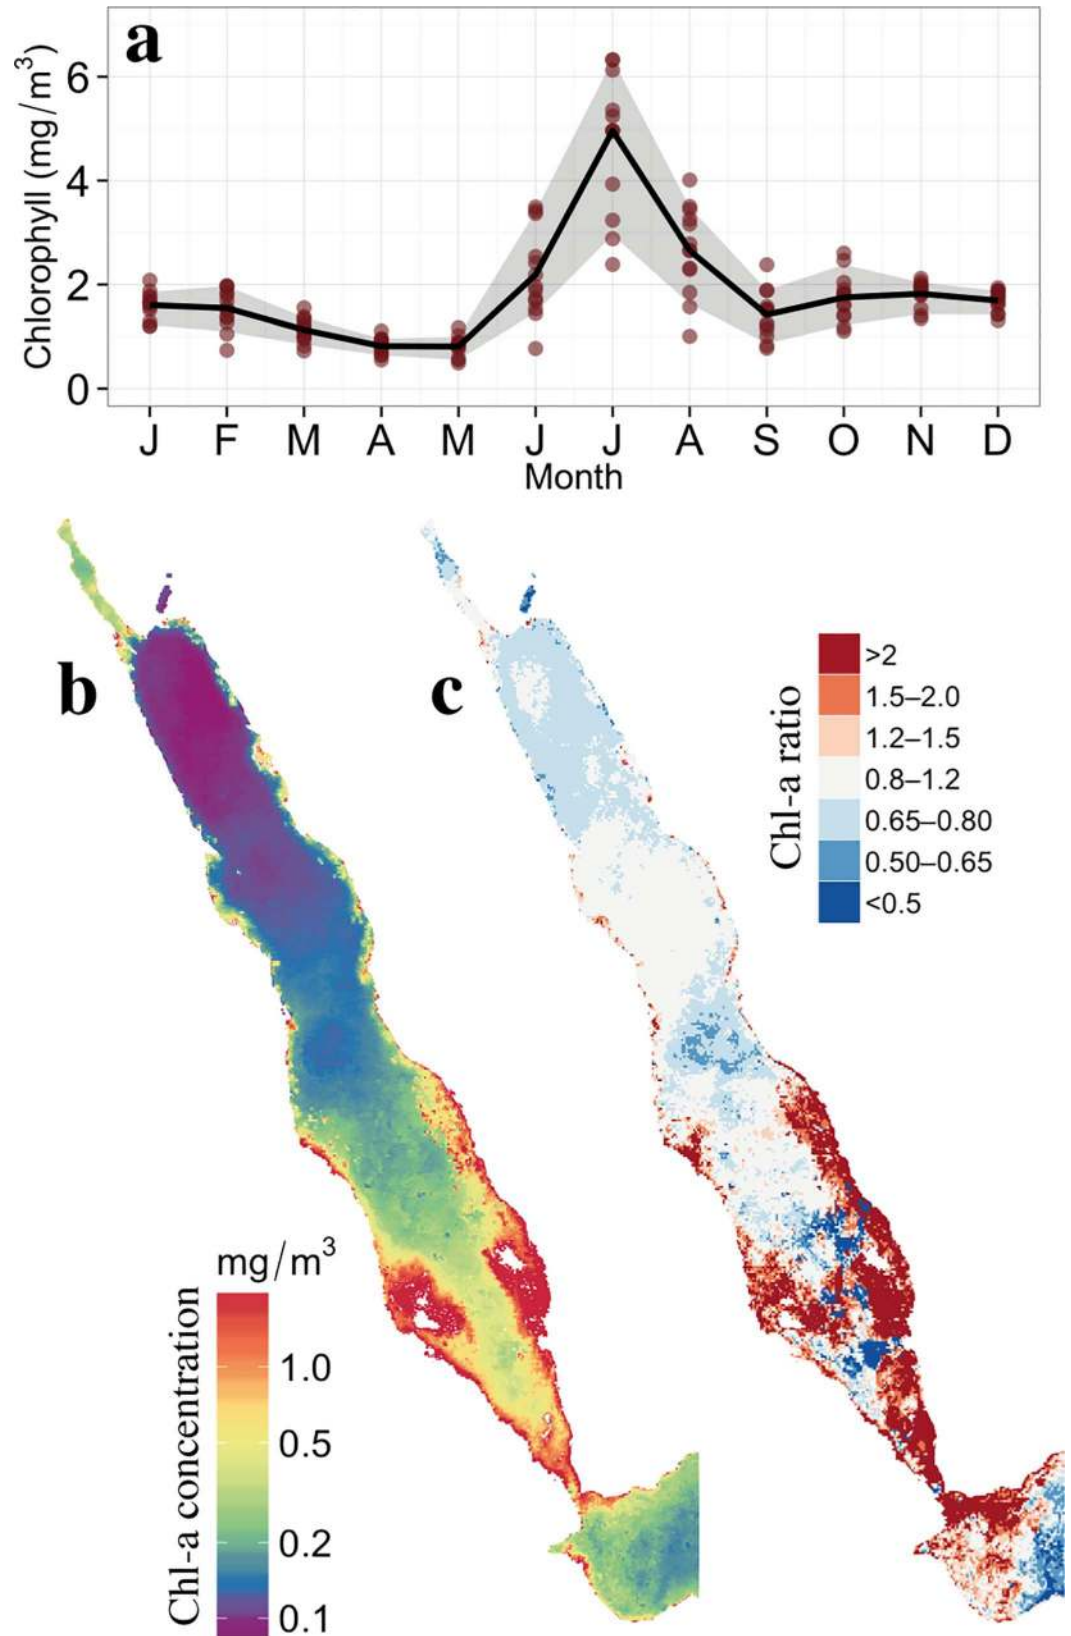 a
Chlorophyll (mg/m³)
6
4
2
0
J F M A M J J A S O N D
Month
b
c
Chl-a ratio
>2
1.5–2.0
1.2–1.5
0.8–1.2
0.65–0.80
0.50–0.65
<0.5
mg/m³
Chl-a concentration
1.0
0.5
0.2
0.1